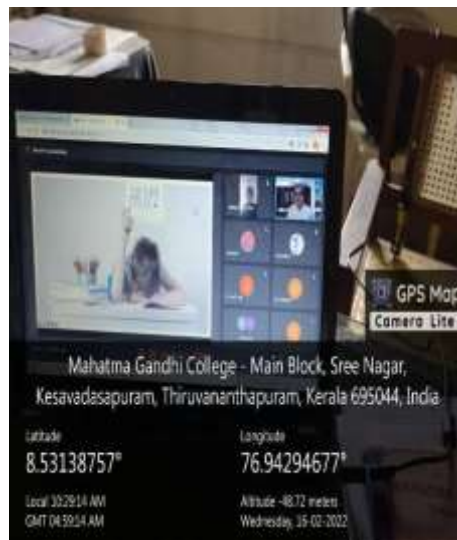 HELP
GPS Map
Camera Lite
Mahatma Gandhi College - Main Block, Sree Nagar,
Kesavadasapuram, Thiruvananthapuram, Kerala 695044, India
Latitude
Longitude
8.53138757°
76.94294677°
Local 10:29:14 AM
Altitude -48.72 meters
GMT 04:59:14 AM
Wednesday, 16-02-2022